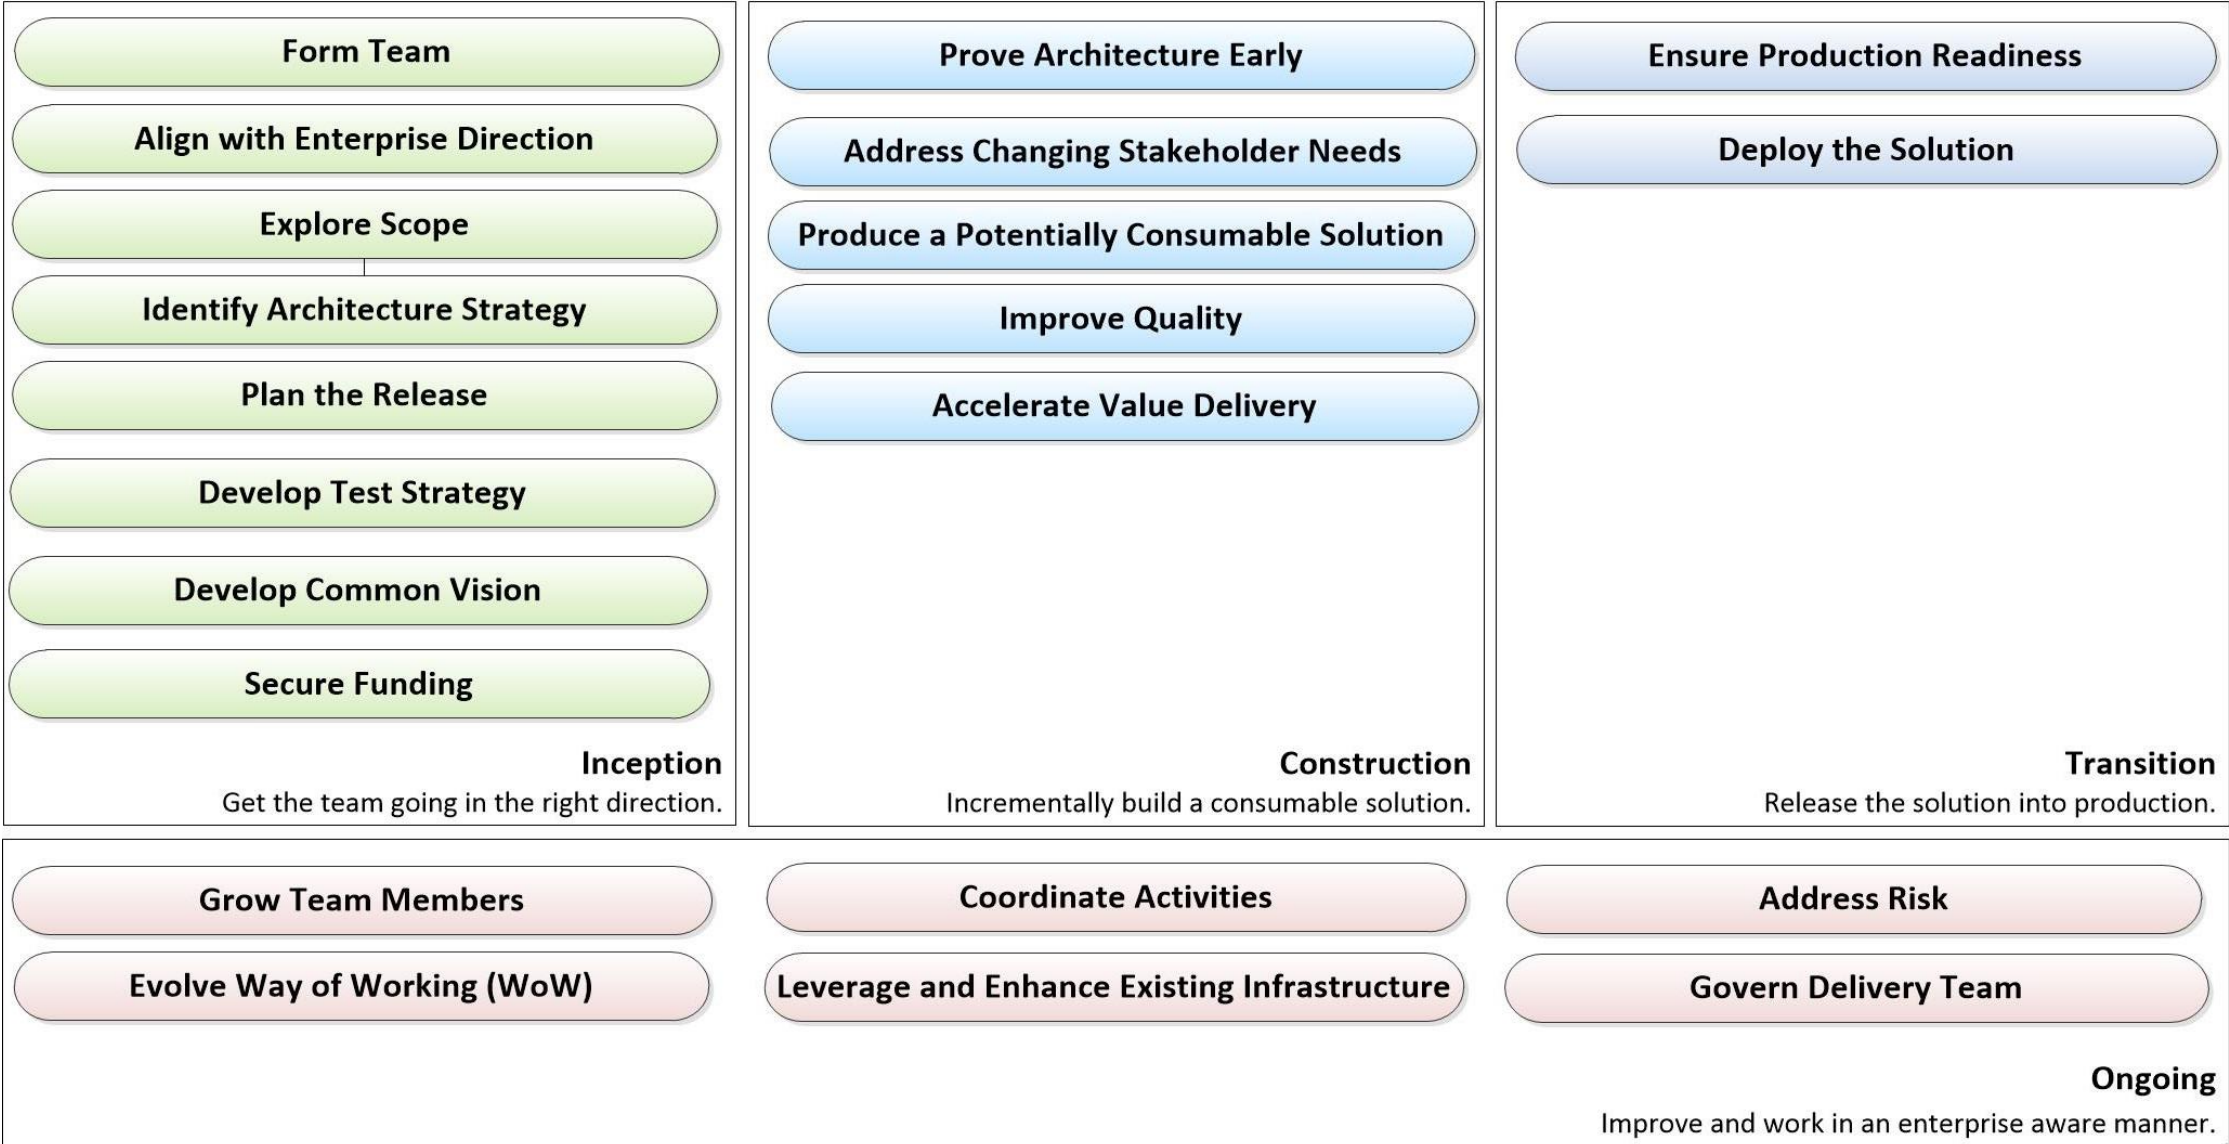 Form Team
Align with Enterprise Direction
Explore Scope
Identify Architecture Strategy
Plan the Release
Develop Test Strategy
Develop Common Vision
Secure Funding
Inception
Get the team going in the right direction.
Prove Architecture Early
Address Changing Stakeholder Needs
Produce a Potentially Consumable Solution
Improve Quality
Accelerate Value Delivery
Construction
Incrementally build a consumable solution.
Ensure Production Readiness
Deploy the Solution
Transition
Release the solution into production.
Grow Team Members
Evolve Way of Working (WoW)
Coordinate Activities
Leverage and Enhance Existing Infrastructure
Address Risk
Govern Delivery Team
Ongoing
Improve and work in an enterprise aware manner.